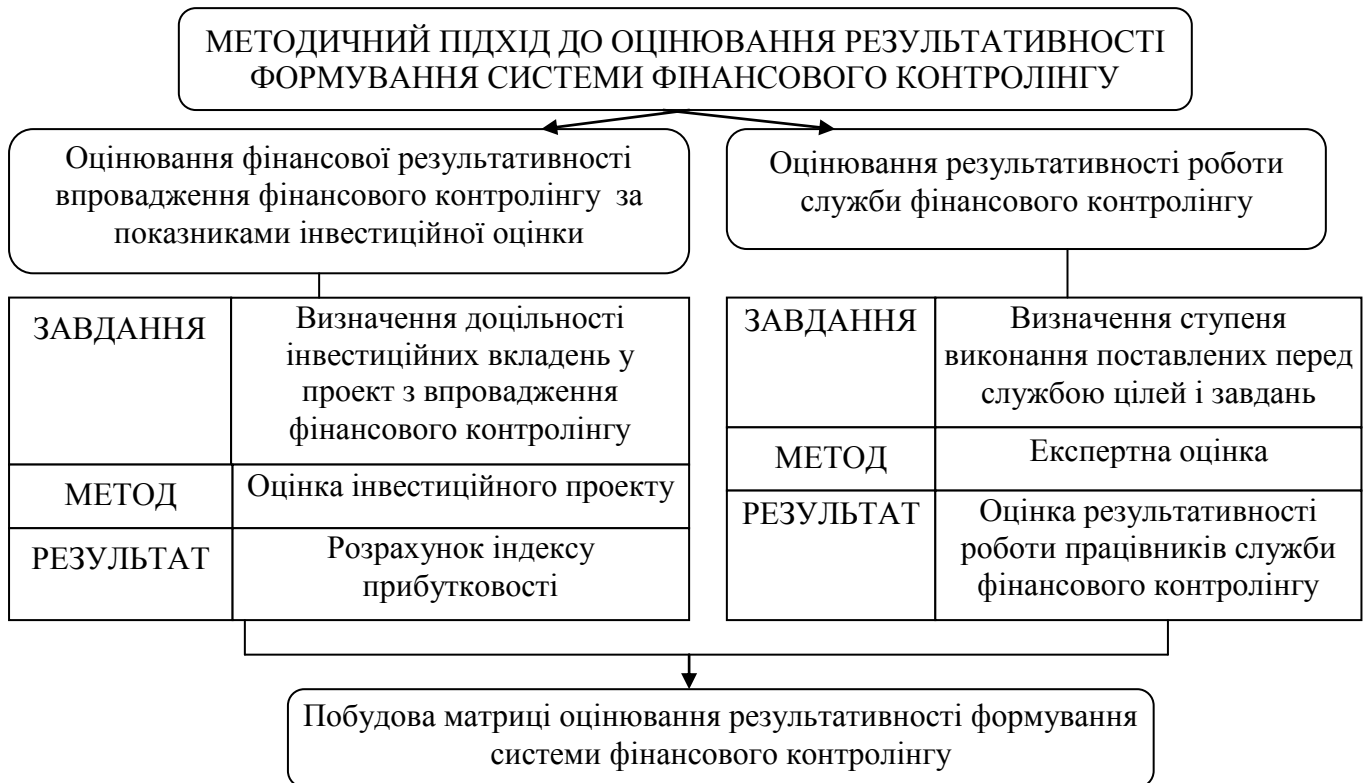 МЕТОДИЧНИЙ ПІДХІД ДО ОЦІНЮВАННЯ РЕЗУЛЬТАТИВНОСТІ
ФОРМУВАННЯ СИСТЕМИ ФІНАНСОВОГО КОНТРОЛІНГУ
Оцінювання фінансової результативності
впровадження фінансового контролінгу за
показниками інвестиційної оцінки
Оцінювання результативності роботи
служби фінансового контролінгу
ЗАВДАННЯ
Визначення доцільності
інвестиційних вкладень у
проект з впровадження
фінансового контролінгу
МЕТОД
Оцінка інвестиційного проекту
РЕЗУЛЬТАТ
Розрахунок індексу
прибутковості
ЗАВДАННЯ
Визначення ступеня
виконання поставлених перед
службою цілей і завдань
МЕТОД
Експертна оцінка
РЕЗУЛЬТАТ
Оцінка результативності
роботи працівників служби
фінансового контролінгу
Побудова матриці оцінювання результативності формування
системи фінансового контролінгу